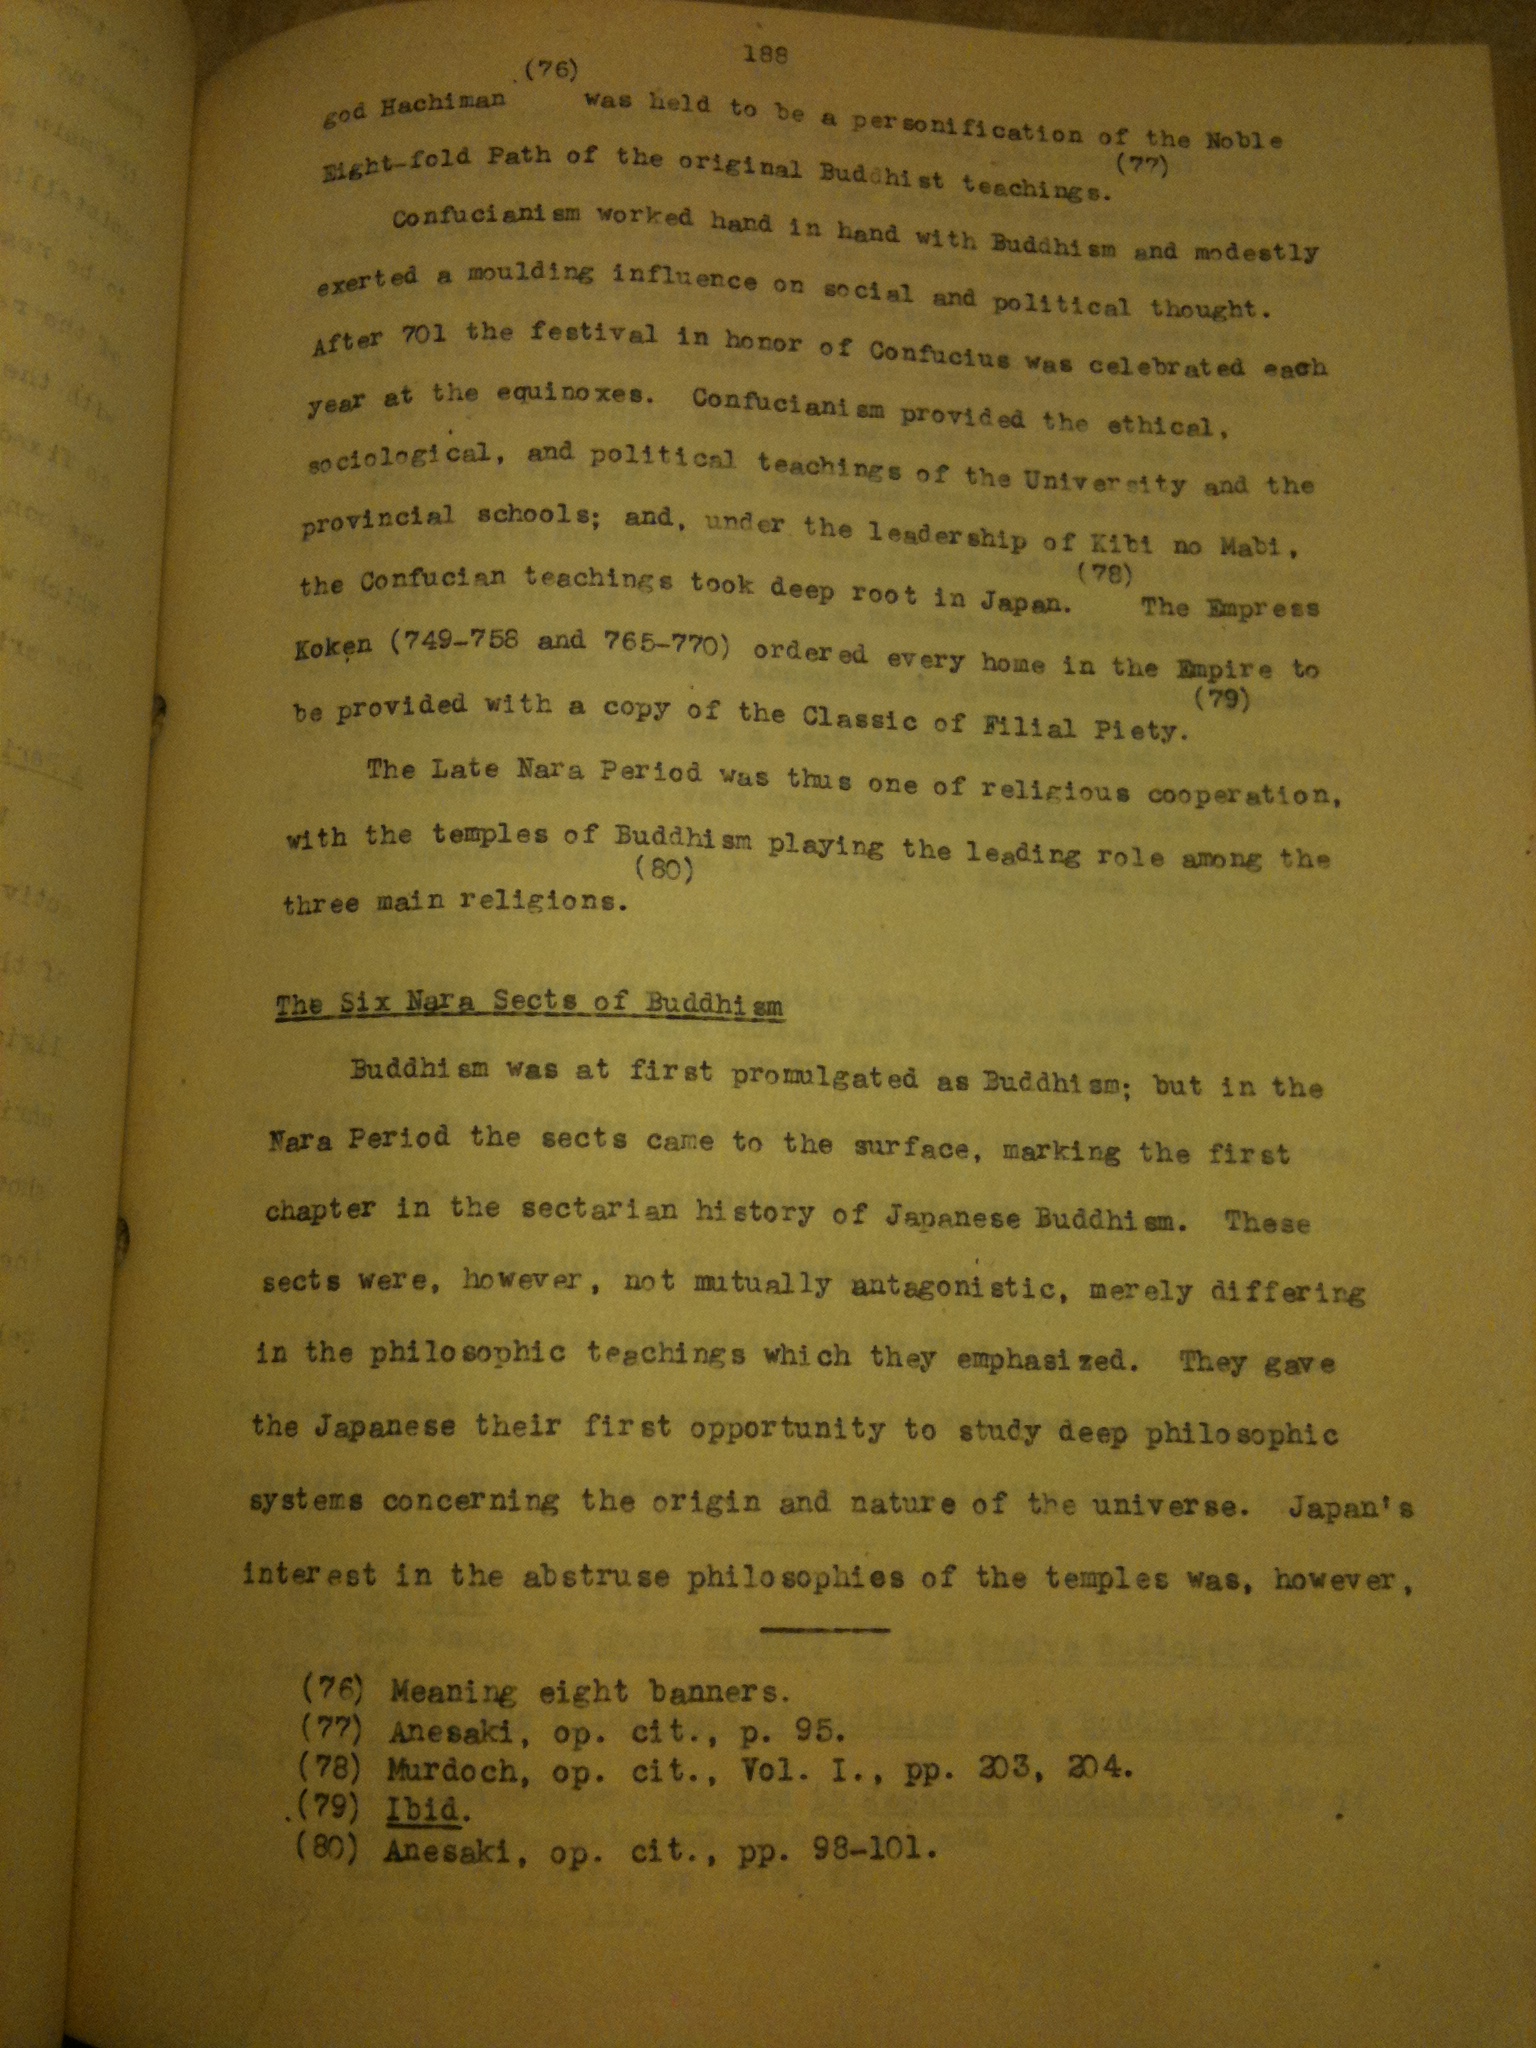 188
god Hachiman (76) was held to be a personification of the Noble
Eight-fold Path of the original Buddhist teachings. (77)
Confucianism worked hand in hand with Buddhism and modestly
exerted a moulding influence on social and political thought.
After 701 the festival in honor of Confucius was celebrated each
year at the equinoxes. Confucianism provided the ethical,
sociological, and political teachings of the University and the
provincial schools; and, under the leadership of Kibi no Mabi,
the Confucian teachings took deep root in Japan. (78) The Empress
Koken (749-758 and 765-770) ordered every home in the Empire to
be provided with a copy of the Classic of Filial Piety. (79)
The Late Nara Period was thus one of religious cooperation,
with the temples of Buddhism playing the leading role among the
three main religions. (80)
The Six Nara Sects of Buddhism
Buddhism was at first promulgated as Buddhism; but in the
Nara Period the sects came to the surface, marking the first
chapter in the sectarian history of Japanese Buddhism. These
sects were, however, not mutually antagonistic, merely differing
in the philosophic teachings which they emphasized. They gave
the Japanese their first opportunity to study deep philosophic
systems concerning the origin and nature of the universe. Japan's
interest in the abstruse philosophies of the temples was, however,
(76) Meaning eight banners.
(77) Anesaki, op. cit., p. 95.
(78) Murdoch, op. cit., Vol. I., pp. 203, 204.
(79) Ibid.
(80) Anesaki, op. cit., pp. 98-101.